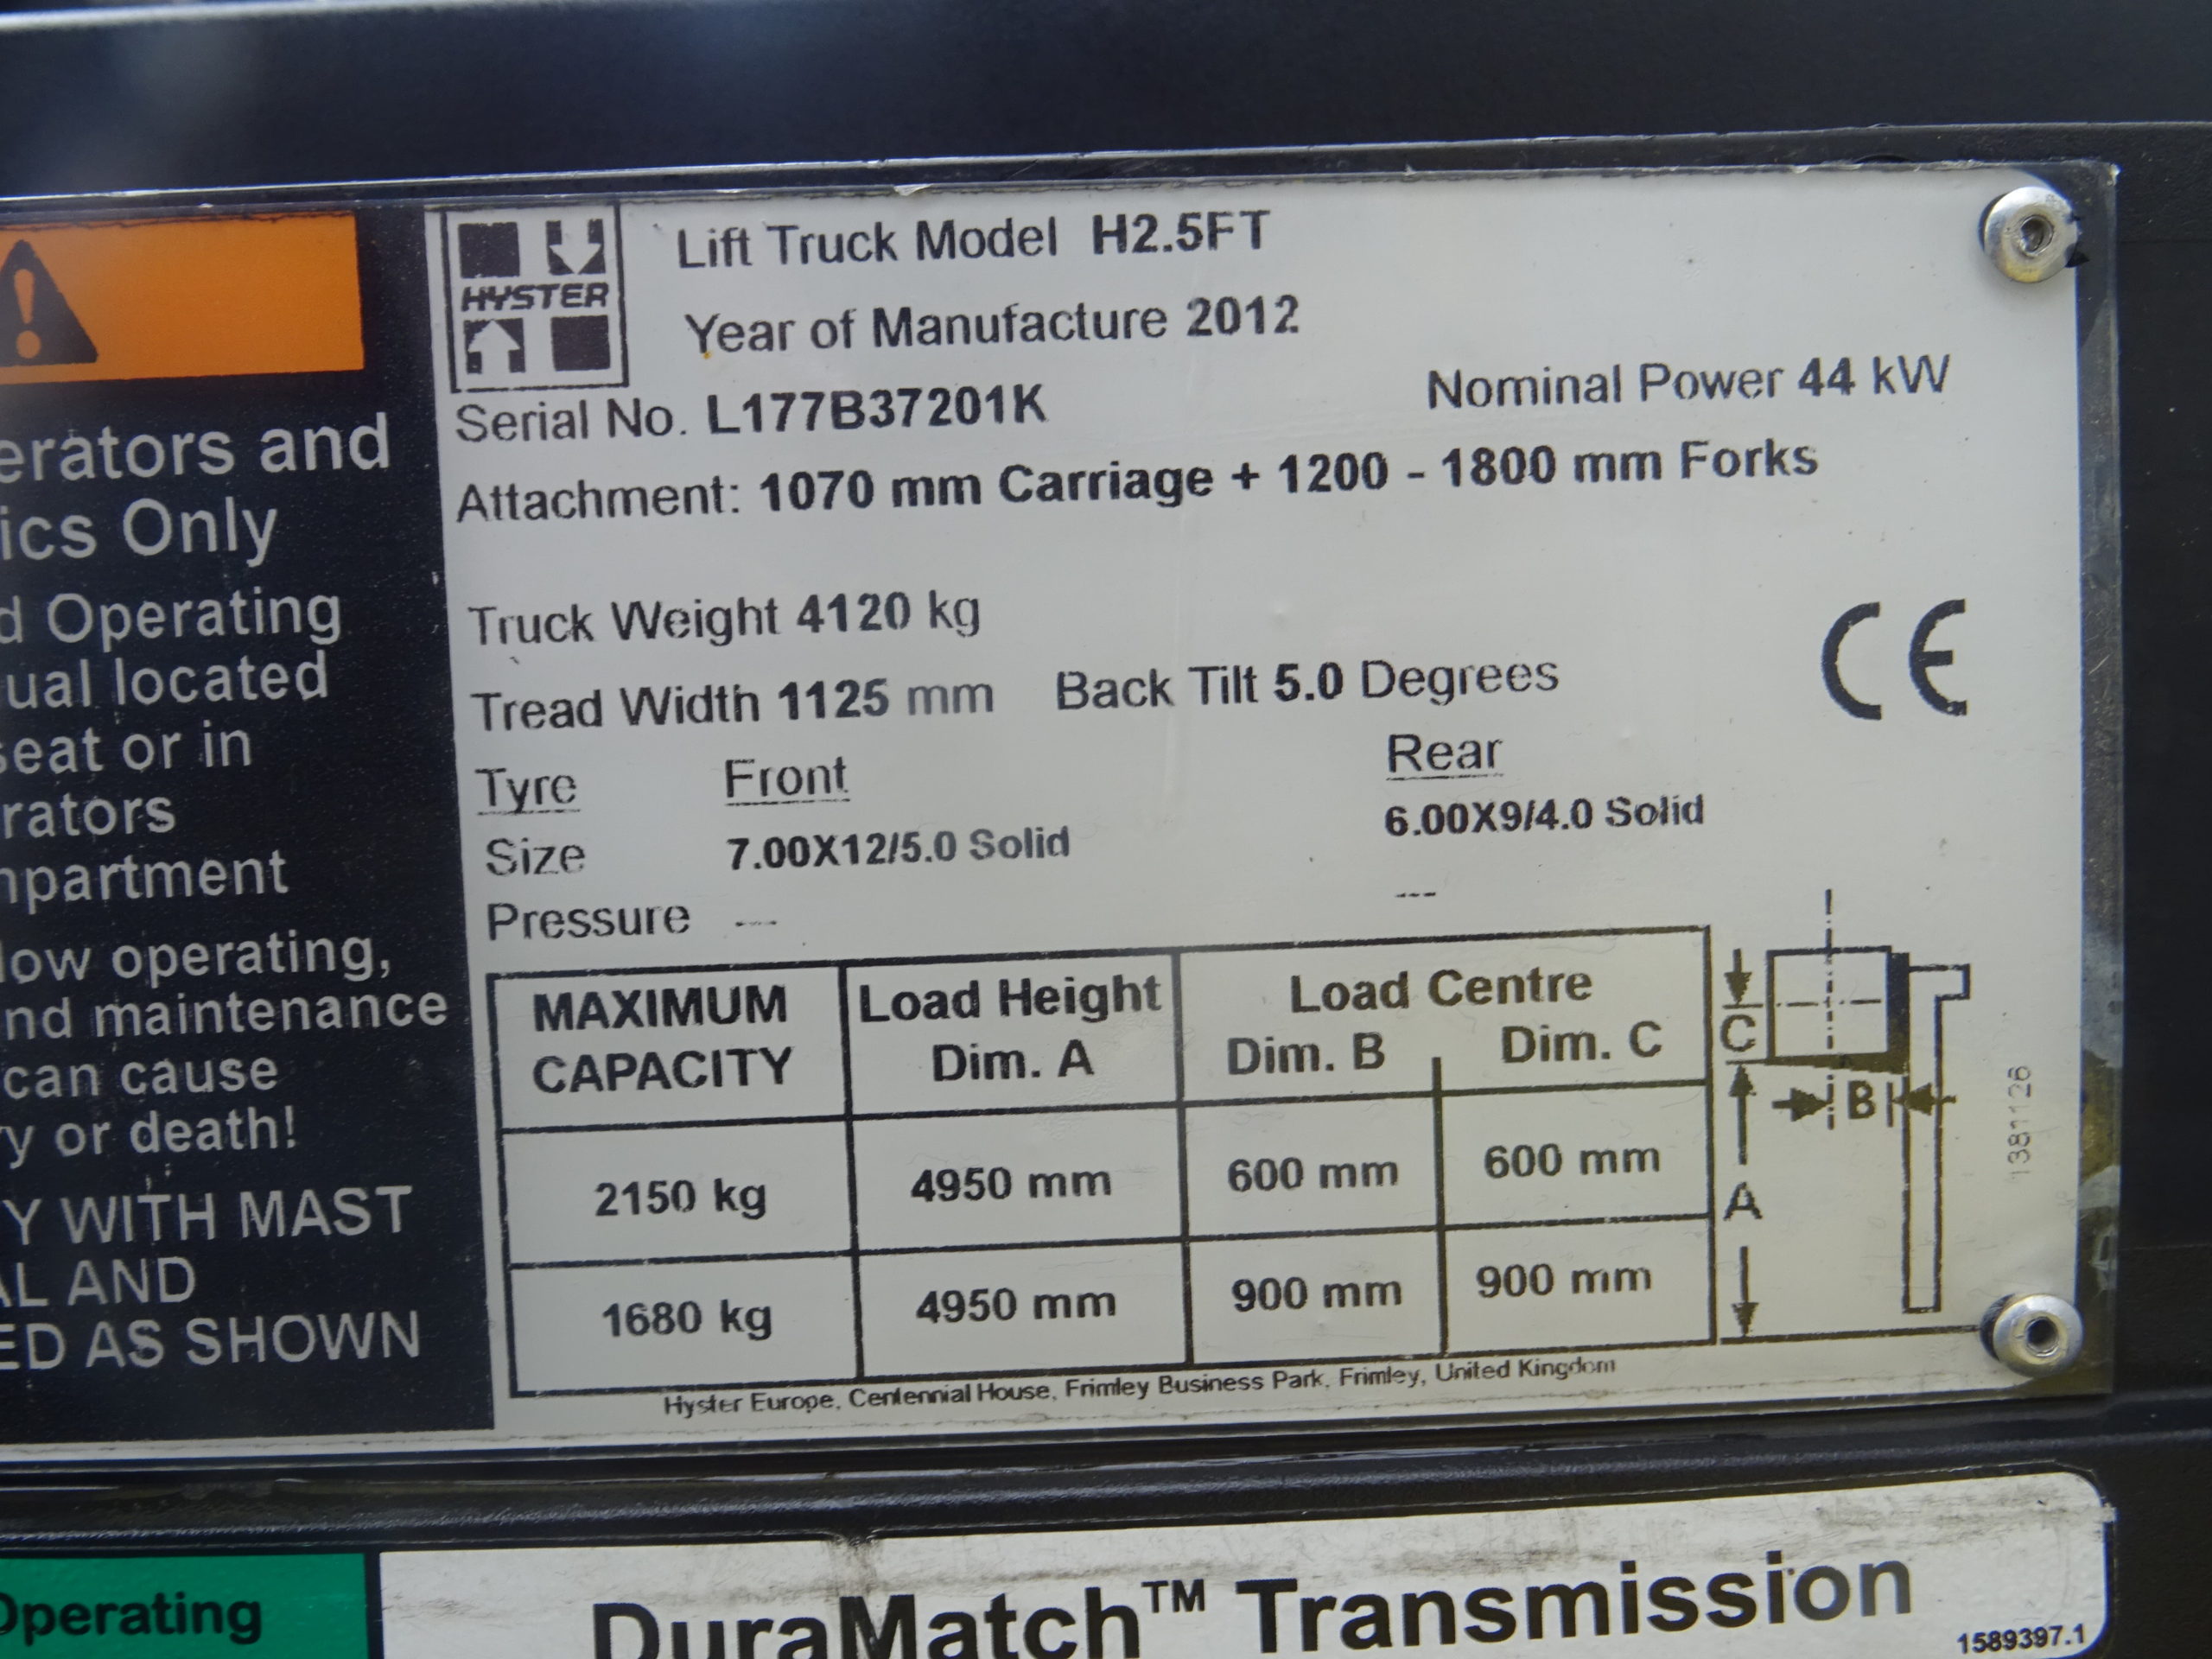 erators and
ics Only
d Operating
ual located
seat or in
rators
mpartment
low operating,
nd maintenance
can cause
y or death!
Y WITH MAST
AL AND
ED AS SHOWN
HYSTER
Lift Truck Model H2.5FT
Year of Manufacture 2012
Serial No. L177B37201K
Nominal Power 44 kW
Attachment: 1070 mm Carriage + 1200 - 1800 mm Forks
Truck Weight 4120 kg
CE
Tread Width 1125 mm Back Tilt 5.0 Degrees
Tyre Front Rear
Size 7.00X12/5.0 Solid 6.00X9/4.0 Solid
Pressure --- ---
MAXIMUM CAPACITY Load Height Dim. A Load Centre Dim. B Dim. C
2150 kg 4950 mm 600 mm 600 mm
1680 kg 4950 mm 900 mm 900 mm
C
B
A
1381126
Hyster Europe, Centennial House, Frimley Business Park, Frimley, United Kingdom
Operating
DuraMatch™ Transmission
1589397.1